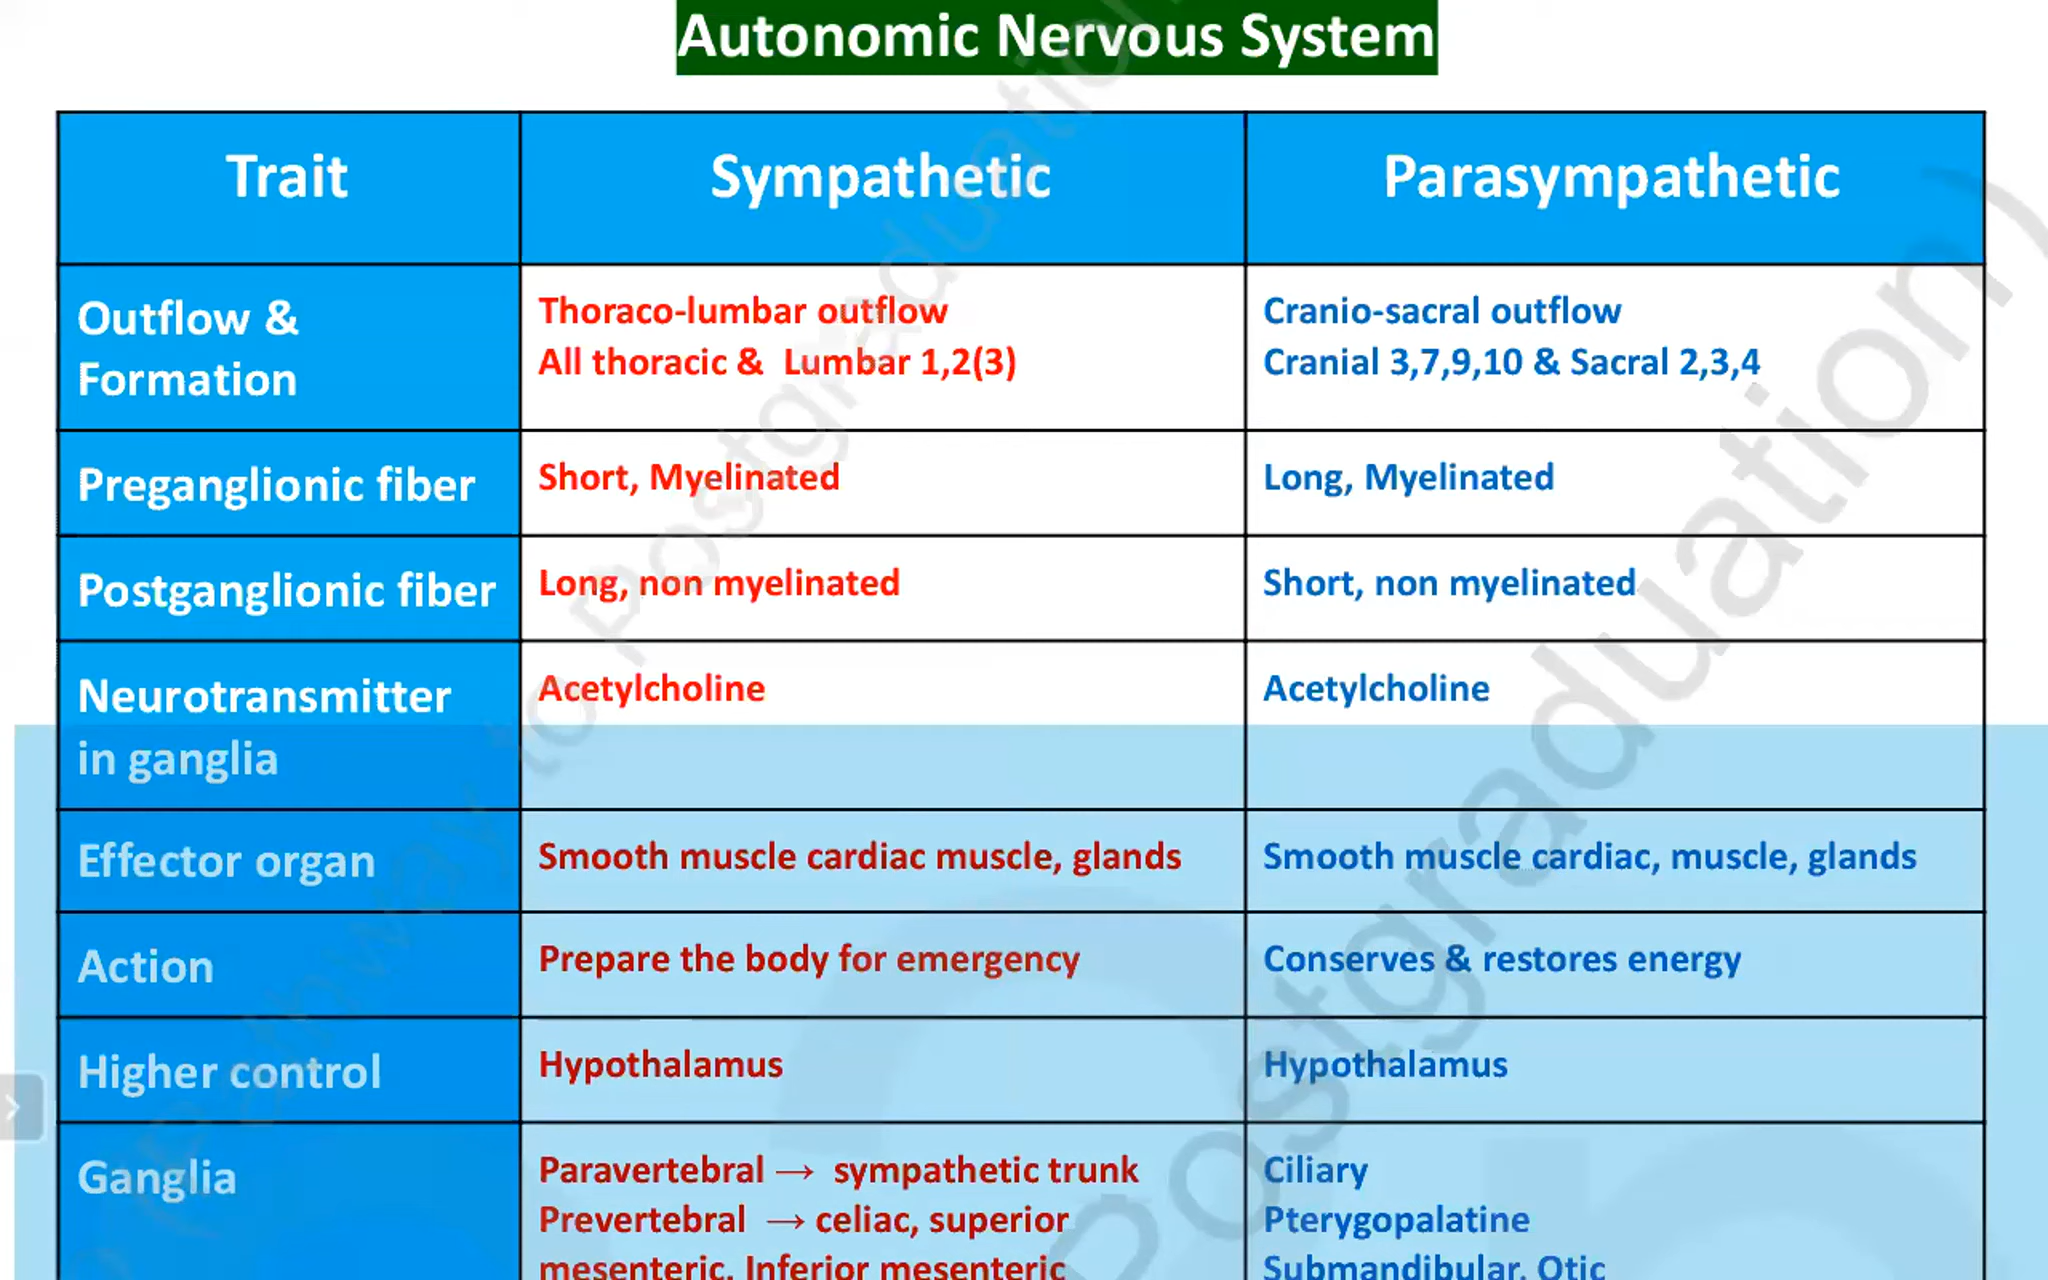 Autonomic Nervous System
Trait
Sympathetic
Parasympathetic
Outflow &
Formation
Thoraco-lumbar outflow
All thoracic & Lumbar 1,2(3)
Cranio-sacral outflow
Cranial 3,7,9,10 & Sacral 2,3,4
Preganglionic fiber
Short, Myelinated
Long, Myelinated
Postganglionic fiber
Long, non myelinated
Short, non myelinated
Neurotransmitter
in ganglia
Acetylcholine
Acetylcholine
Effector organ
Smooth muscle cardiac muscle, glands
Smooth muscle cardiac, muscle, glands
Action
Prepare the body for emergency
Conserves & restores energy
Higher control
Hypothalamus
Hypothalamus
Ganglia
Paravertebral → sympathetic trunk
Prevertebral → celiac, superior
mesenteric, Inferior mesenteric
Ciliary
Pterygopalatine
Submandibular, Otic
(Pathway to Postgraduation
Postgraduation)